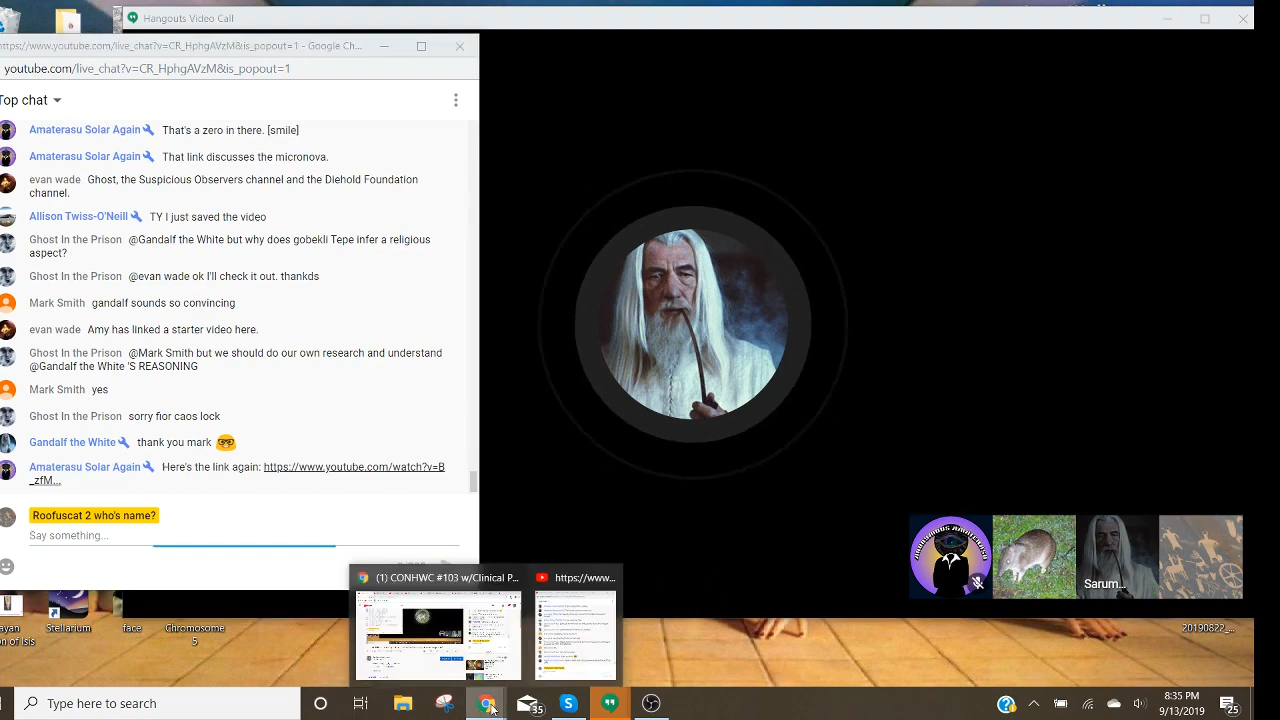 Hangouts Video Call
https://www.youtube.com/live_chat?v=CR_HphgAVzM&is_popout=1 - Google Ch...
youtube.com/live_chat?v=CR_HphgAVzM&is_popout=1
Top chat
Amaterasu Solar Again That's a zero in there. [smile]
Amaterasu Solar Again That link discusses the micronova.
evan wade Ghost, the Suspicious Observers channel and the Diehold Foundation
channel.
Allison Twiss-O'Neill TY I just saved the video
Ghost In the Prison @Gandalf the White but why does gobekli Tepe infer a religious
aspect?
Ghost In the Prison @evan wade ok I'll check it out. thankds
Mark Smith gandalf sounds so convincing
evan wade Amy has linked a starter video here.
Ghost In the Prison @Mark Smith but we should do our own research and understand
@Gandalf the White 'S REASONING
Mark Smith yes
Ghost In the Prison sorry fior caos lock
Gandalf the White thank you mark
Amaterasu Solar Again Here's the link again: https://www.youtube.com/watch?v=B
_zfM...
Roofuscat 2 who's name?
Say something...
(1) CONHWC #103 w/Clinical P...
https://www...
ANONYMOUS AMATERASU
Sarum...
ayan
on of isis
Stellarium
face
Thromo...
5
20190822_...
Type here to search
35
8:35 PM
9/13/2019
25